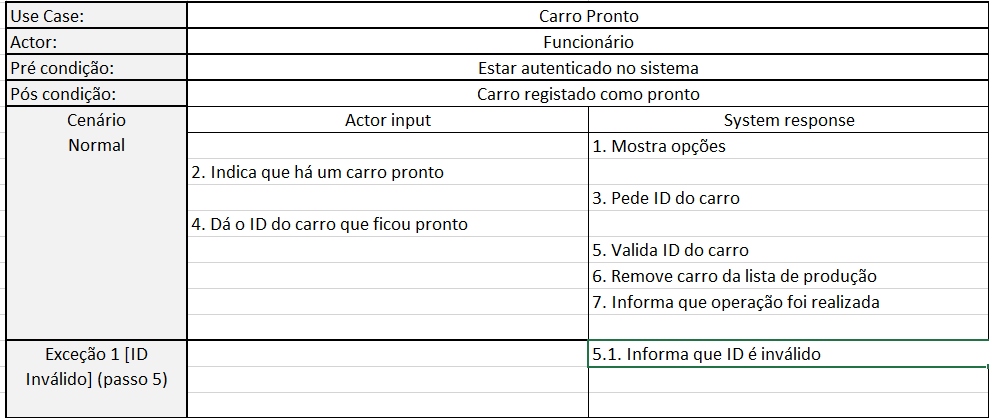 Use Case: Carro Pronto
Actor: Funcionário
Pré condição: Estar autenticado no sistema
Pós condição: Carro registado como pronto
Cenário Normal
Actor input System response
1. Mostra opções
2. Indica que há um carro pronto
3. Pede ID do carro
4. Dá o ID do carro que ficou pronto
5. Valida ID do carro
6. Remove carro da lista de produção
7. Informa que operação foi realizada
Exceção 1 [ID
Inválido] (passo 5)
5.1. Informa que ID é inválido